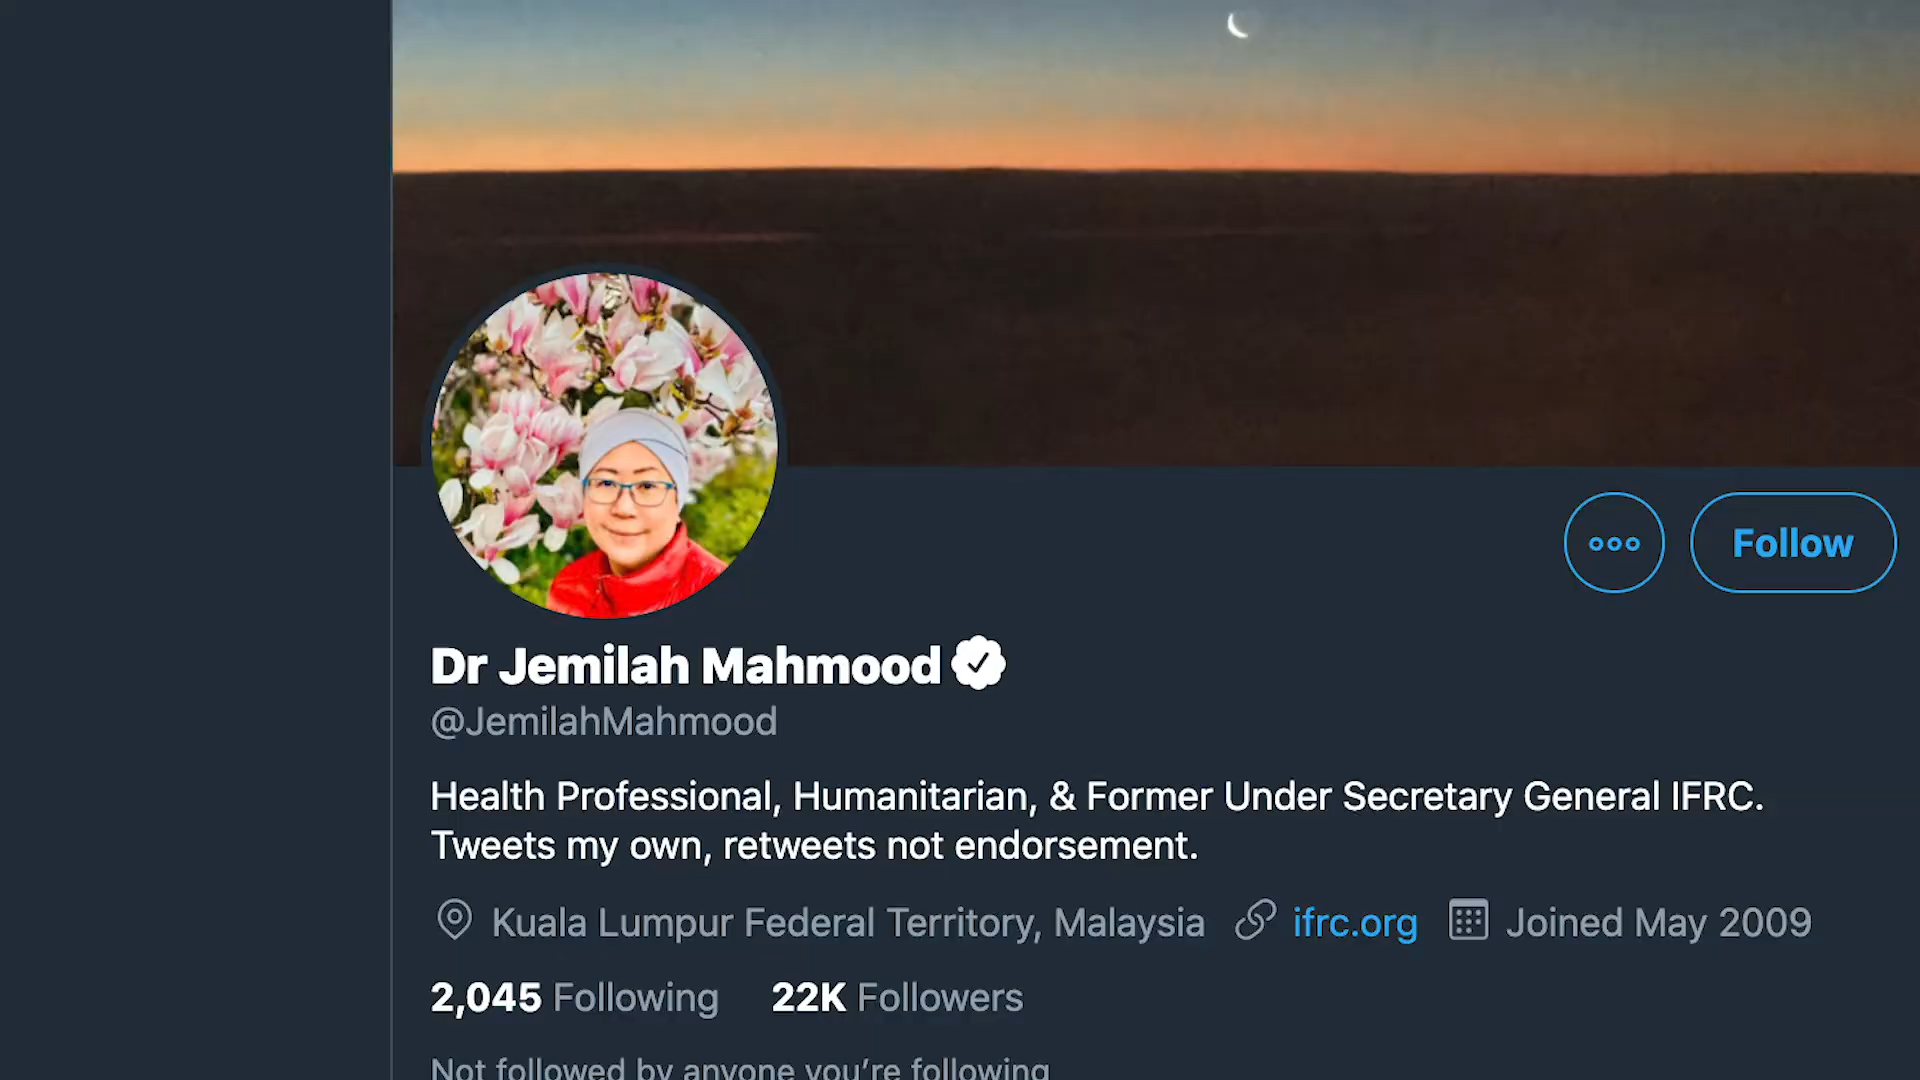 Follow
Dr Jemilah Mahmood
@JemilahMahmood
Health Professional, Humanitarian, & Former Under Secretary General IFRC.
Tweets my own, retweets not endorsement.
Kuala Lumpur Federal Territory, Malaysia ifrc.org Joined May 2009
2,045 Following 22K Followers
Not followed by anyone you’re following